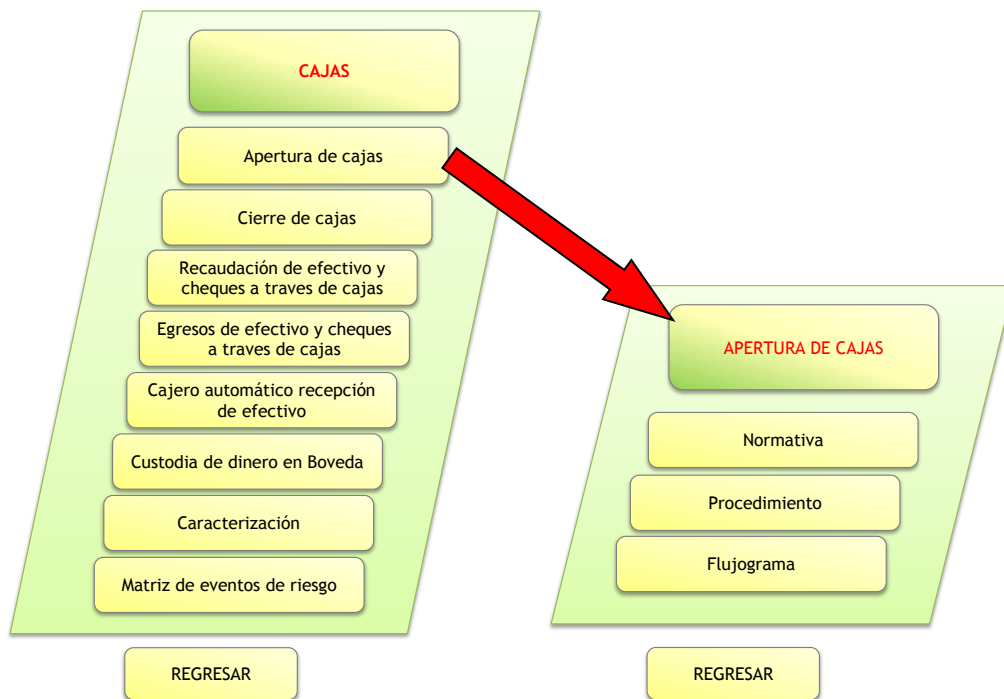 CAJAS
Apertura de cajas
Cierre de cajas
Recaudación de efectivo y
cheques a traves de cajas
Egresos de efectivo y cheques
a traves de cajas
Cajero automático recepción
de efectivo
Custodia de dinero en Boveda
Caracterización
Matriz de eventos de riesgo
REGRESAR
APERTURA DE CAJAS
Normativa
Procedimiento
Flujograma
REGRESAR